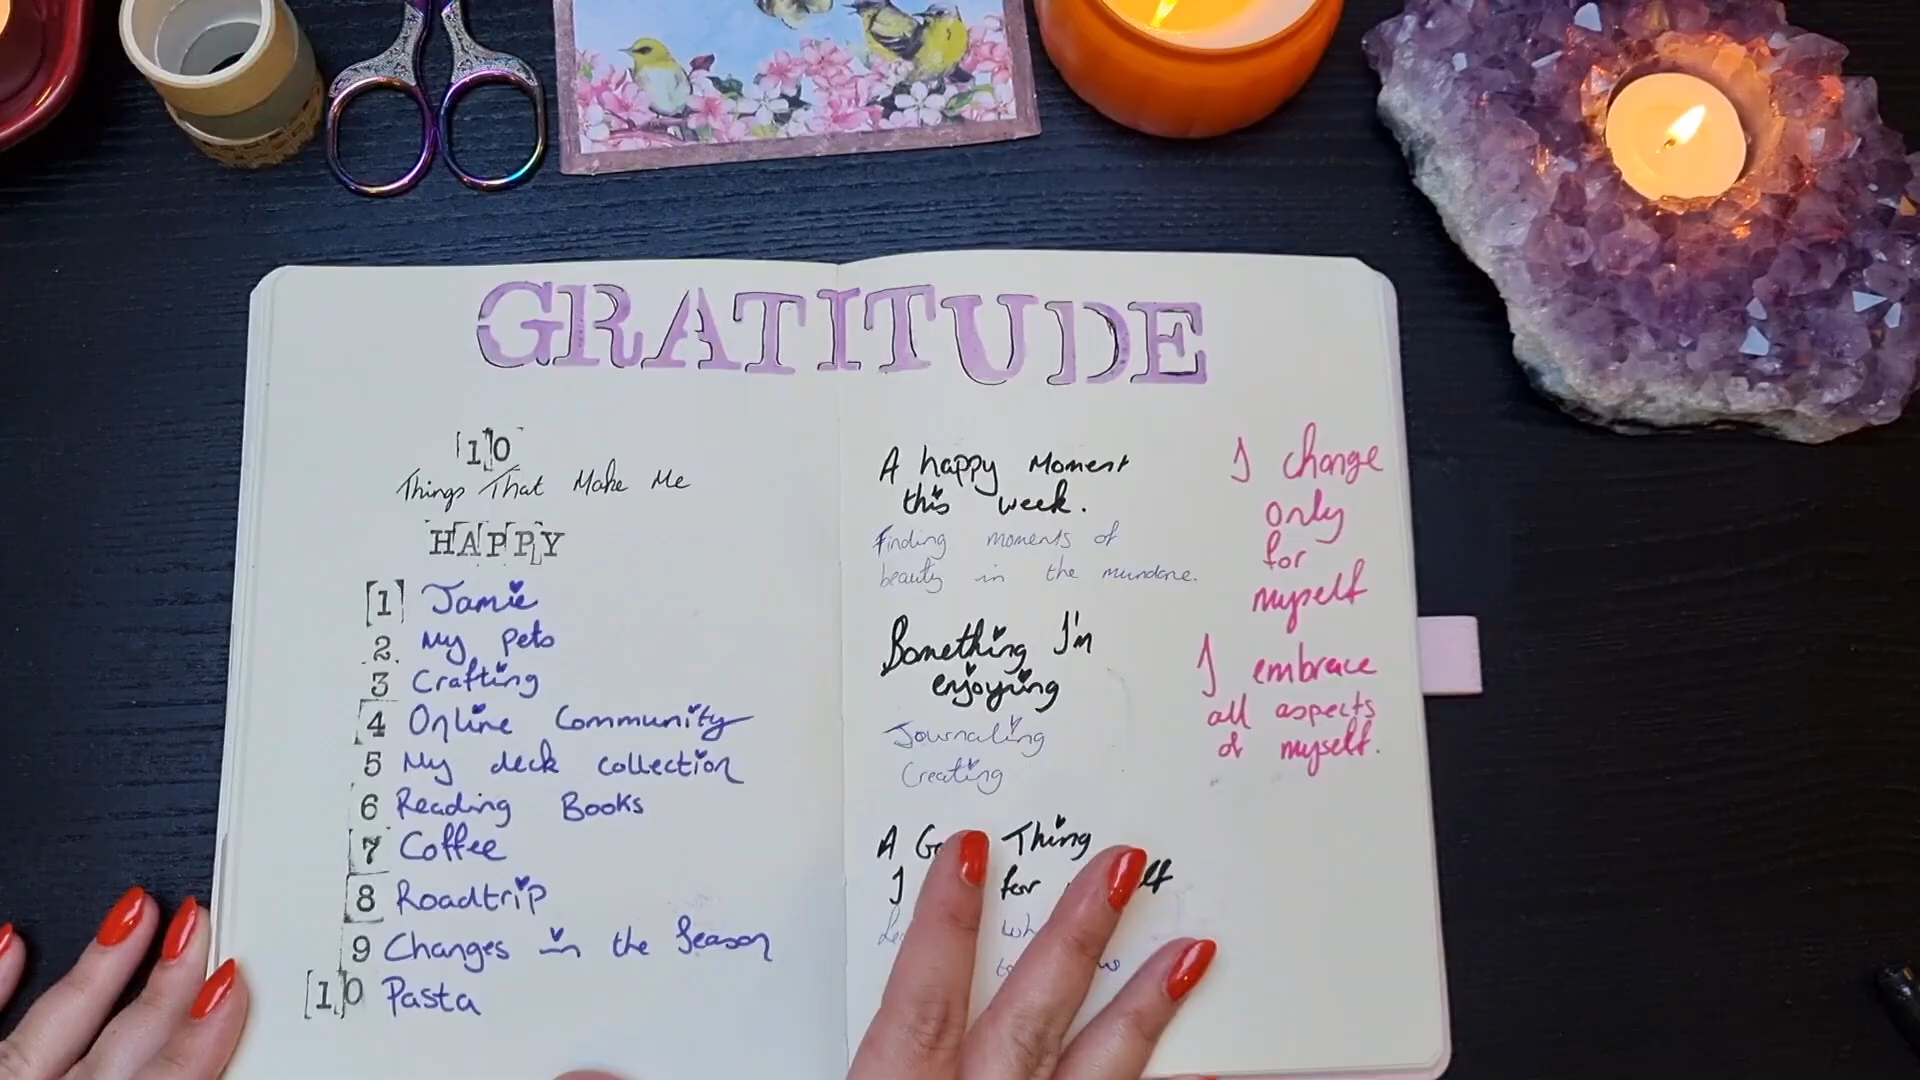 GRATITUDE
10
Things That Make Me
HAPPY
1 Jamie
2 My pets
3 Crafting
4 Online Community
5 My deck collection
6 Reading Books
7 Coffee
8 Roadtrip
9 Changes in the Season
10 Pasta
A happy Moment
this week.
Finding moments of
beauty in the mundane.
Something I'm
enjoying
Journaling
Creating
A Thing
I for
I change
only
for
myself
I embrace
all aspects
of myself.